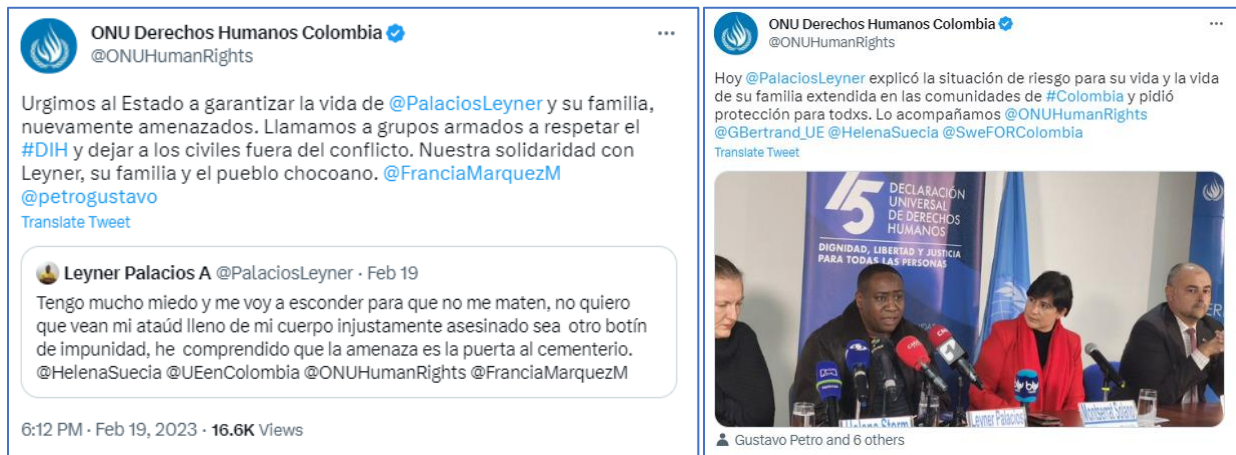 ONU Derechos Humanos Colombia
@ONUHumanRights
Urgimos al Estado a garantizar la vida de @PalaciosLeyner y su familia,
nuevamente amenazados. Llamamos a grupos armados a respetar el
#DIH y dejar a los civiles fuera del conflicto. Nuestra solidaridad con
Leyner, su familia y el pueblo chocoano. @FranciaMarquezM
@petrogustavo
Translate Tweet
Leyner Palacios A @PalaciosLeyner · Feb 19
Tengo mucho miedo y me voy a esconder para que no me maten, no quiero
que vean mi ataúd lleno de mi cuerpo injustamente asesinado sea otro botín
de impunidad, he comprendido que la amenaza es la puerta al cementerio.
@HelenaSuecia @UEenColombia @ONUHumanRights @FranciaMarquezM
6:12 PM · Feb 19, 2023 · 16.6K Views
ONU Derechos Humanos Colombia
@ONUHumanRights
Hoy @PalaciosLeyner explicó la situación de riesgo para su vida y la vida
de su familia extendida en las comunidades de #Colombia y pidió
protección para todxs. Lo acompañamos @ONUHumanRights
@GBertrand_UE @HelenaSuecia @SweFORColombia
Translate Tweet
75
DECLARACIÓN
UNIVERSAL
DE DERECHOS
HUMANOS
DIGNIDAD, LIBERTAD Y JUSTICIA
PARA TODAS LAS PERSONAS
Helena Storm
Leyner Palacios
Montserrat Solano
Gustavo Petro and 6 others